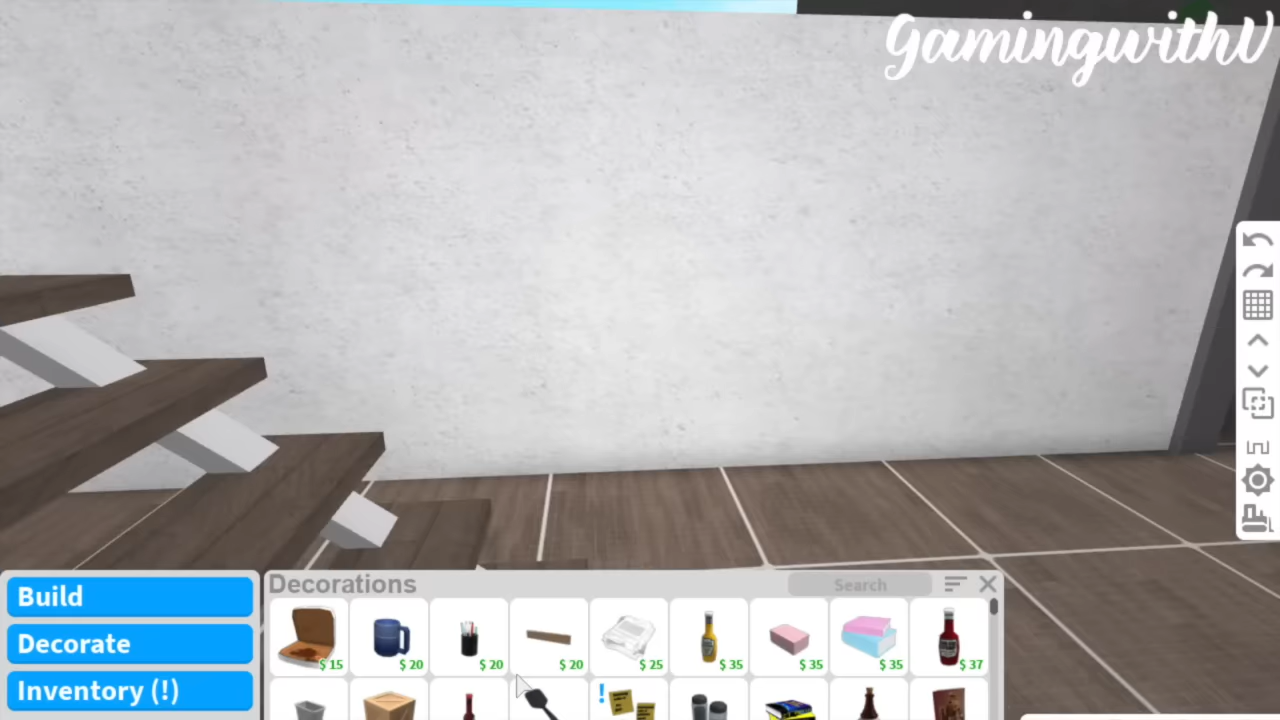 GamingwithV
Build
Decorate
Inventory (!)
Decorations
Search
$ 15
$ 20
$ 20
$ 20
$ 25
$ 35
$ 35
$ 35
$ 37